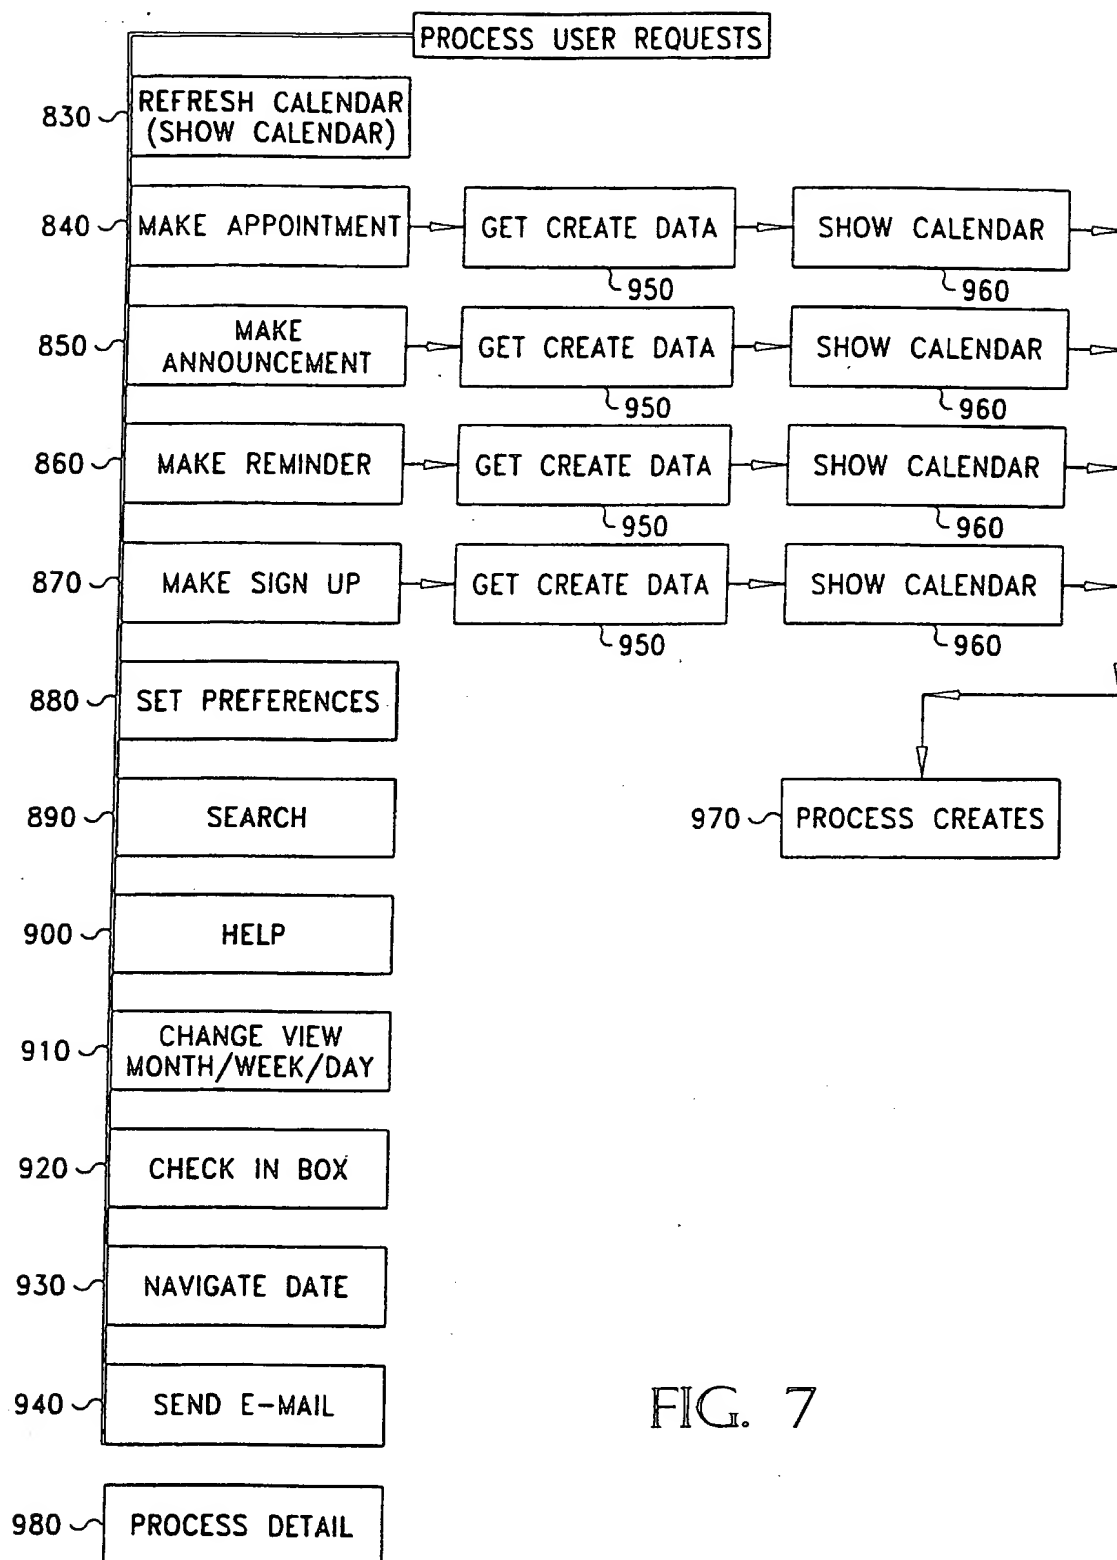 PROCESS USER REQUESTS
830
REFRESH CALENDAR
(SHOW CALENDAR)
840
MAKE APPOINTMENT
GET CREATE DATA
SHOW CALENDAR
950
960
850
MAKE
ANNOUNCEMENT
GET CREATE DATA
SHOW CALENDAR
950
960
860
MAKE REMINDER
GET CREATE DATA
SHOW CALENDAR
950
960
870
MAKE SIGN UP
GET CREATE DATA
SHOW CALENDAR
950
960
880
SET PREFERENCES
890
SEARCH
970
PROCESS CREATES
900
HELP
910
CHANGE VIEW
MONTH/WEEK/DAY
920
CHECK IN BOX
930
NAVIGATE DATE
940
SEND E-MAIL
FIG. 7
980
PROCESS DETAIL